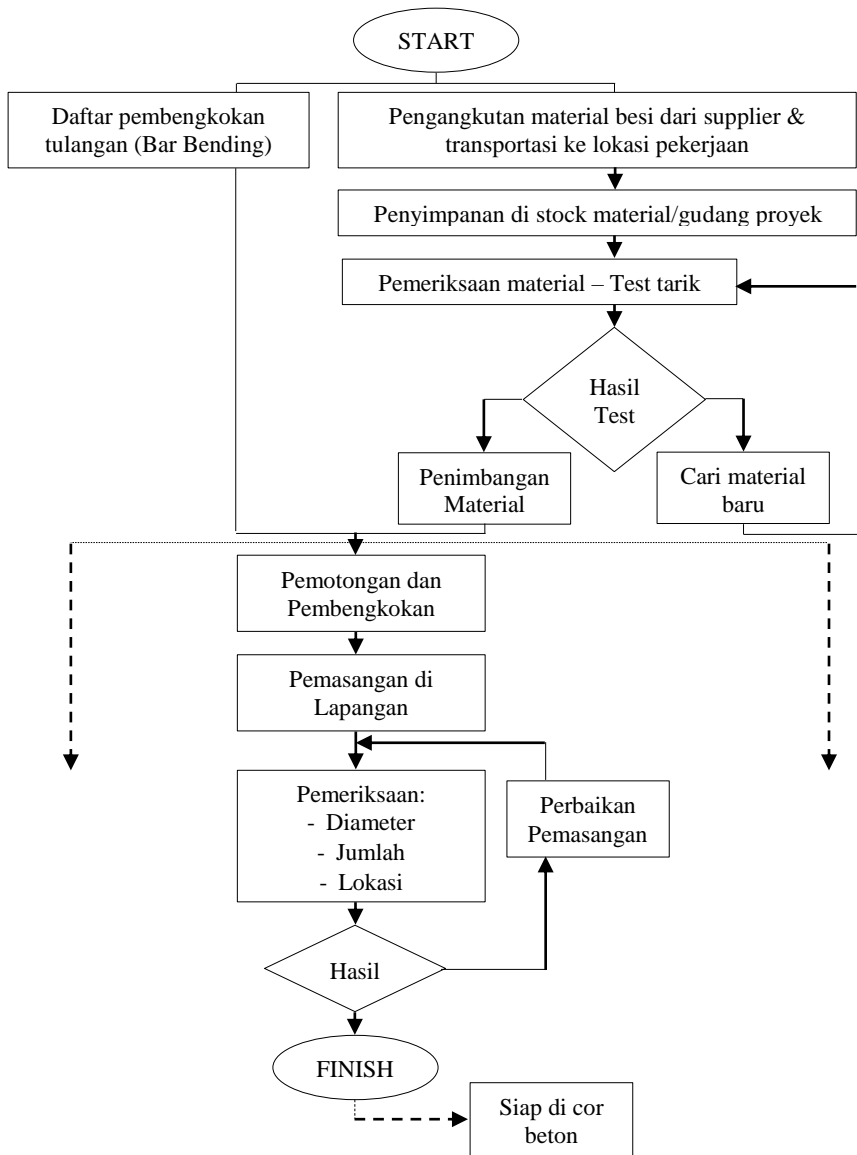 START
Daftar pembengkokan
tulangan (Bar Bending)
Pengangkutan material besi dari supplier &
transportasi ke lokasi pekerjaan
Penyimpanan di stock material/gudang proyek
Pemeriksaan material – Test tarik
Hasil
Test
Penimbangan
Material
Cari material
baru
Pemotongan dan
Pembengkokan
Pemasangan di
Lapangan
Pemeriksaan:
- Diameter
- Jumlah
- Lokasi
Perbaikan
Pemasangan
Hasil
FINISH
Siap di cor
beton